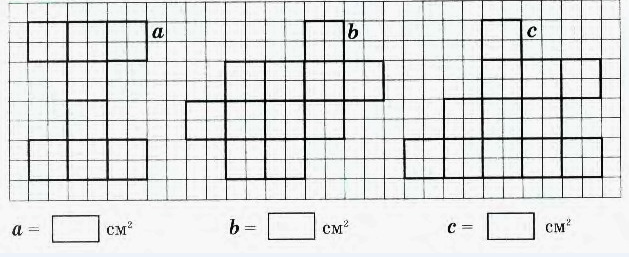 a b c
a = см² b = см² c = см²